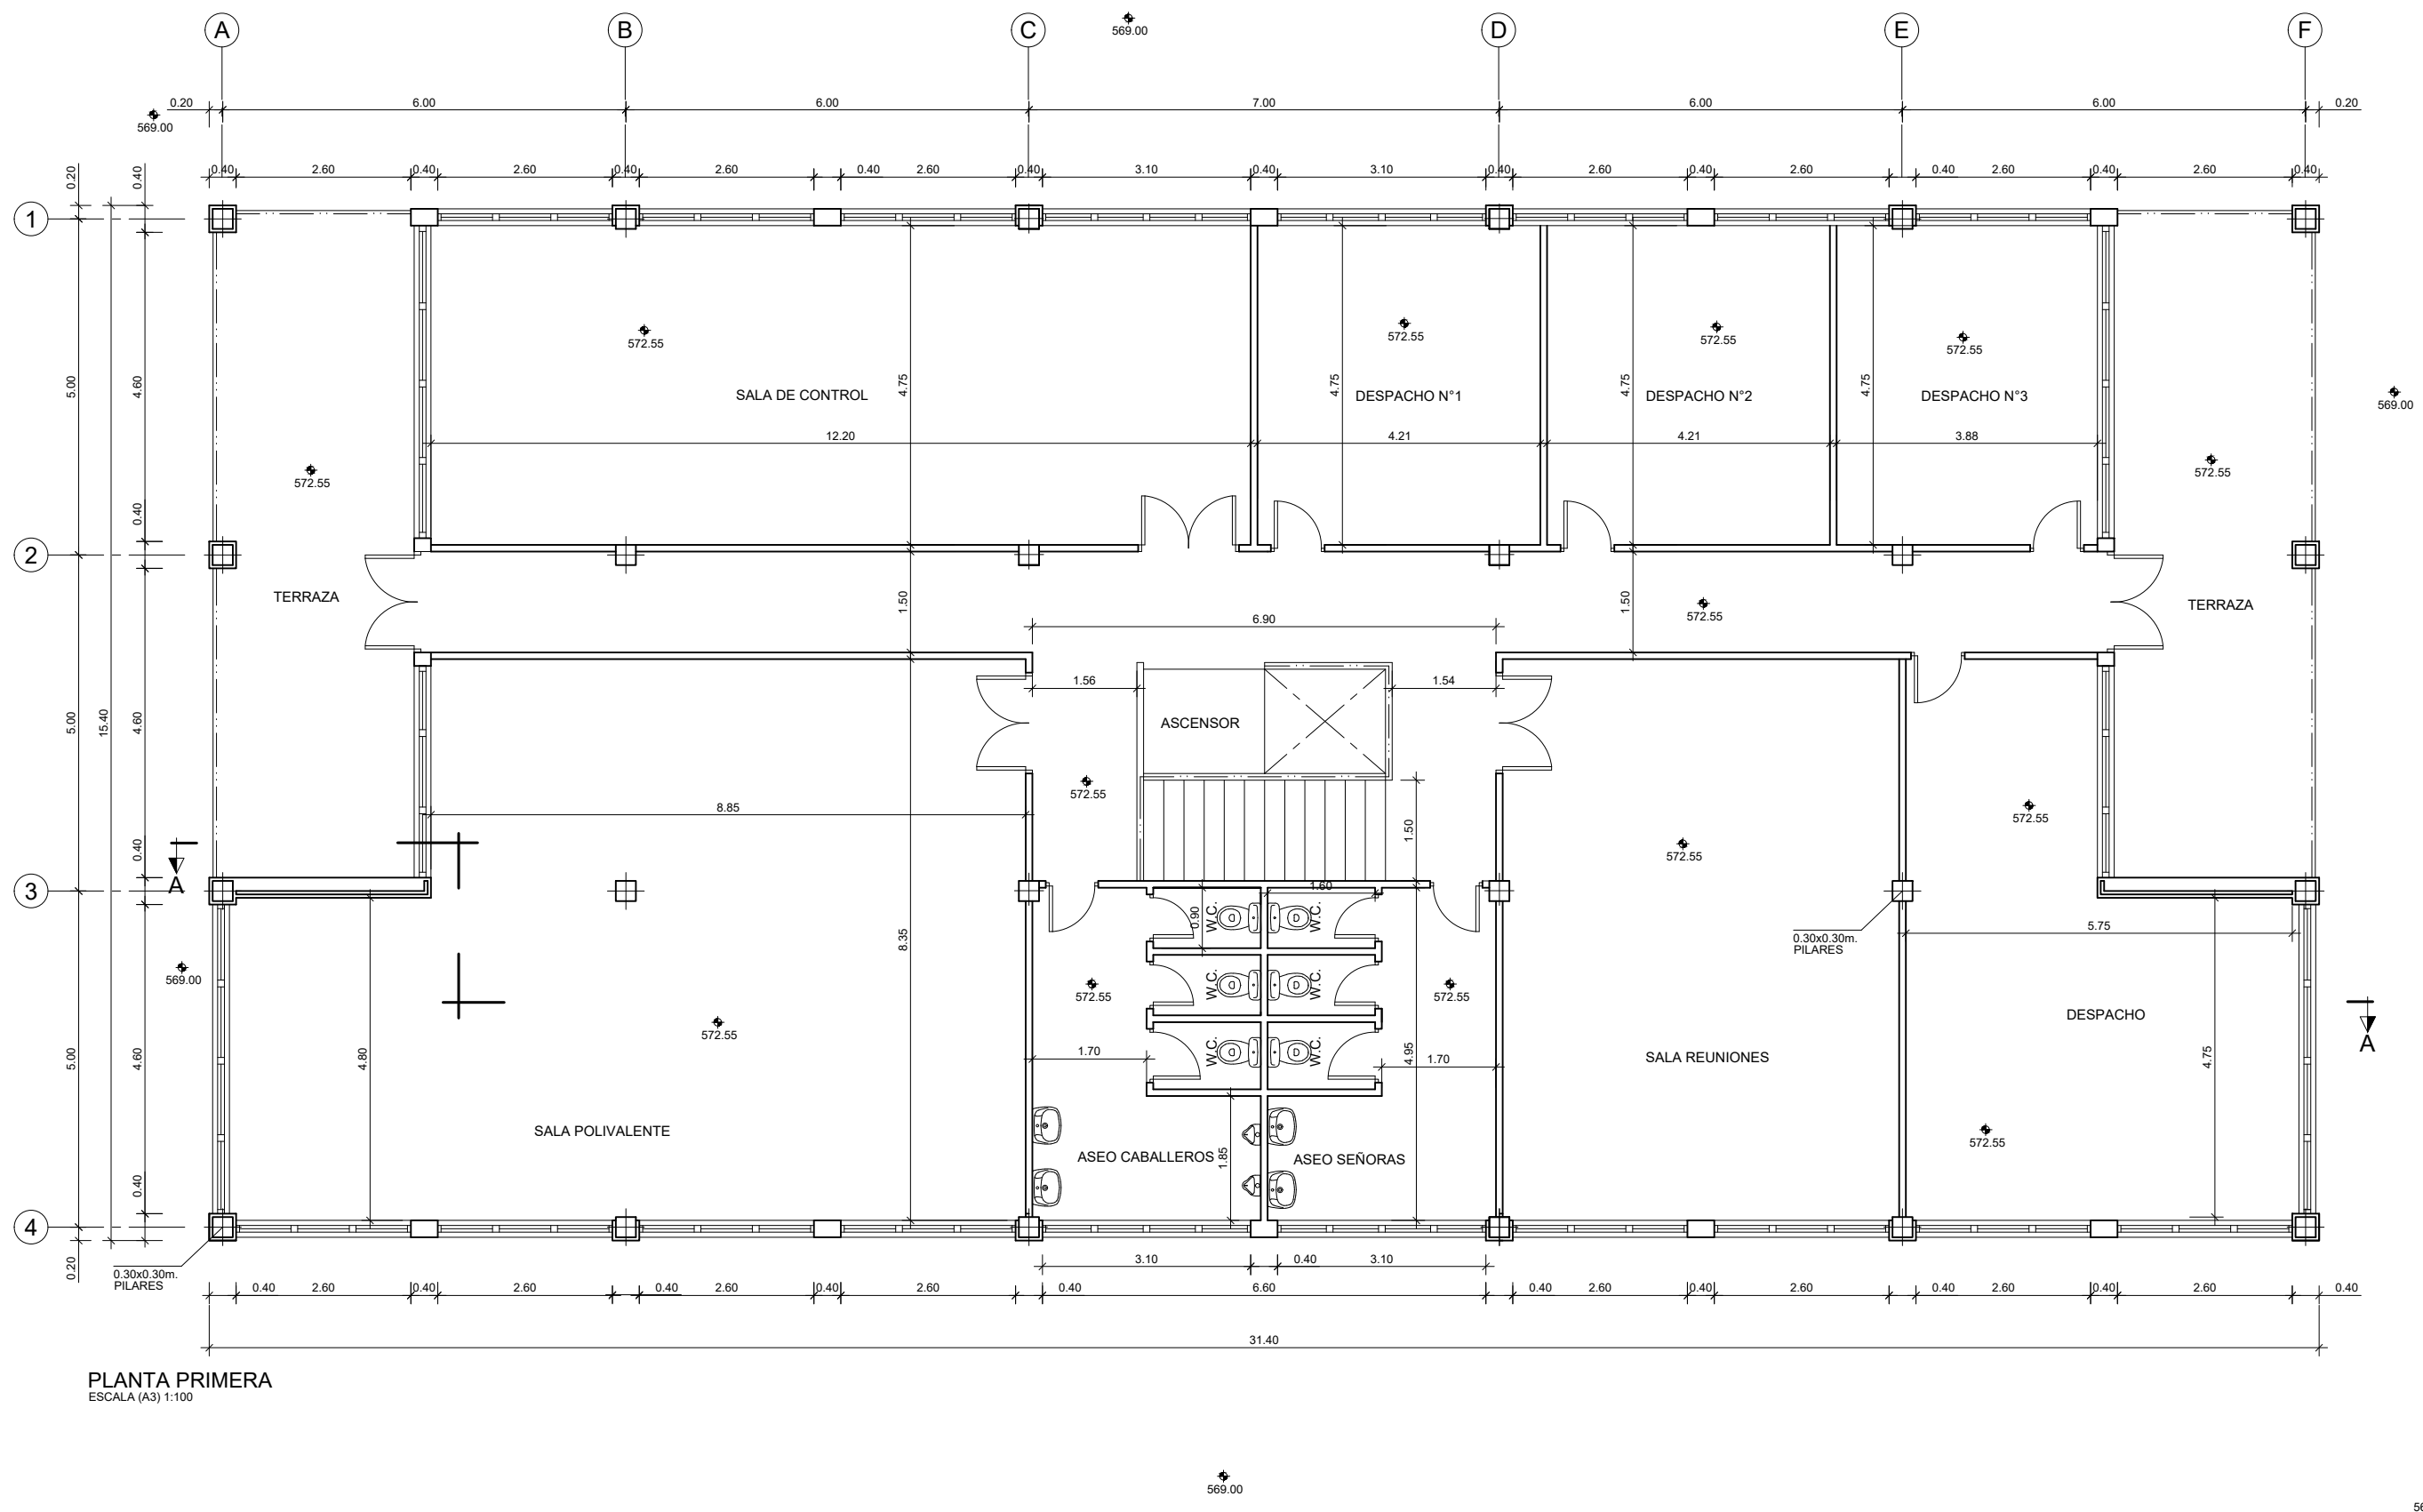 A B C D E F
569.00
0.20 6.00 6.00 7.00 6.00 6.00 0.20
569.00
0.40 2.60 0.40 2.60 0.40 2.60 0.40 2.60 0.40 3.10 0.40 3.10 0.40 2.60 0.40 2.60 0.40 2.60 0.40 2.60 0.40
0.20 0.40
1
572.55 572.55 572.55 572.55
5.00 4.60 4.75 4.75 4.75 4.75
SALA DE CONTROL DESPACHO N°1 DESPACHO N°2 DESPACHO N°3
569.00
12.20 4.21 4.21 3.88
572.55 572.55
0.40
2
TERRAZA 1.50 572.55 1.50 TERRAZA
6.90
1.56 1.54
5.00 15.40 4.60 ASCENSOR
572.55
8.85 572.55
1.50
0.40 572.55
A
3
0.90 W.C. 1.60 W.C.
8.35 5.75
0.30x0.30m.
PILARES
569.00
572.55 W.C. W.C. 572.55
572.55 DESPACHO
A
5.00 4.60 4.80 1.70 W.C. W.C. 4.95 1.70 SALA REUNIONES 4.75
SALA POLIVALENTE 572.55
ASEO CABALLEROS 1.85 ASEO SEÑORAS
0.40
4
0.20
3.10 0.40 3.10
0.30x0.30m.
PILARES
0.40 2.60 0.40 2.60 0.40 2.60 0.40 2.60 0.40 6.60 0.40 2.60 0.40 2.60 0.40 2.60 0.40 2.60 0.40
31.40
PLANTA PRIMERA
ESCALA (A3) 1:100
569.00